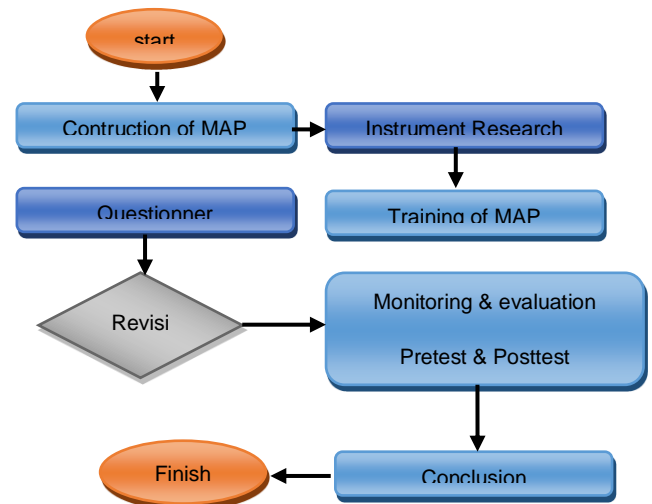 start
Contruction of MAP
Instrument Research
Questionner
Training of MAP
Revisi
Monitoring & evaluation
Pretest & Posttest
Conclusion
Finish